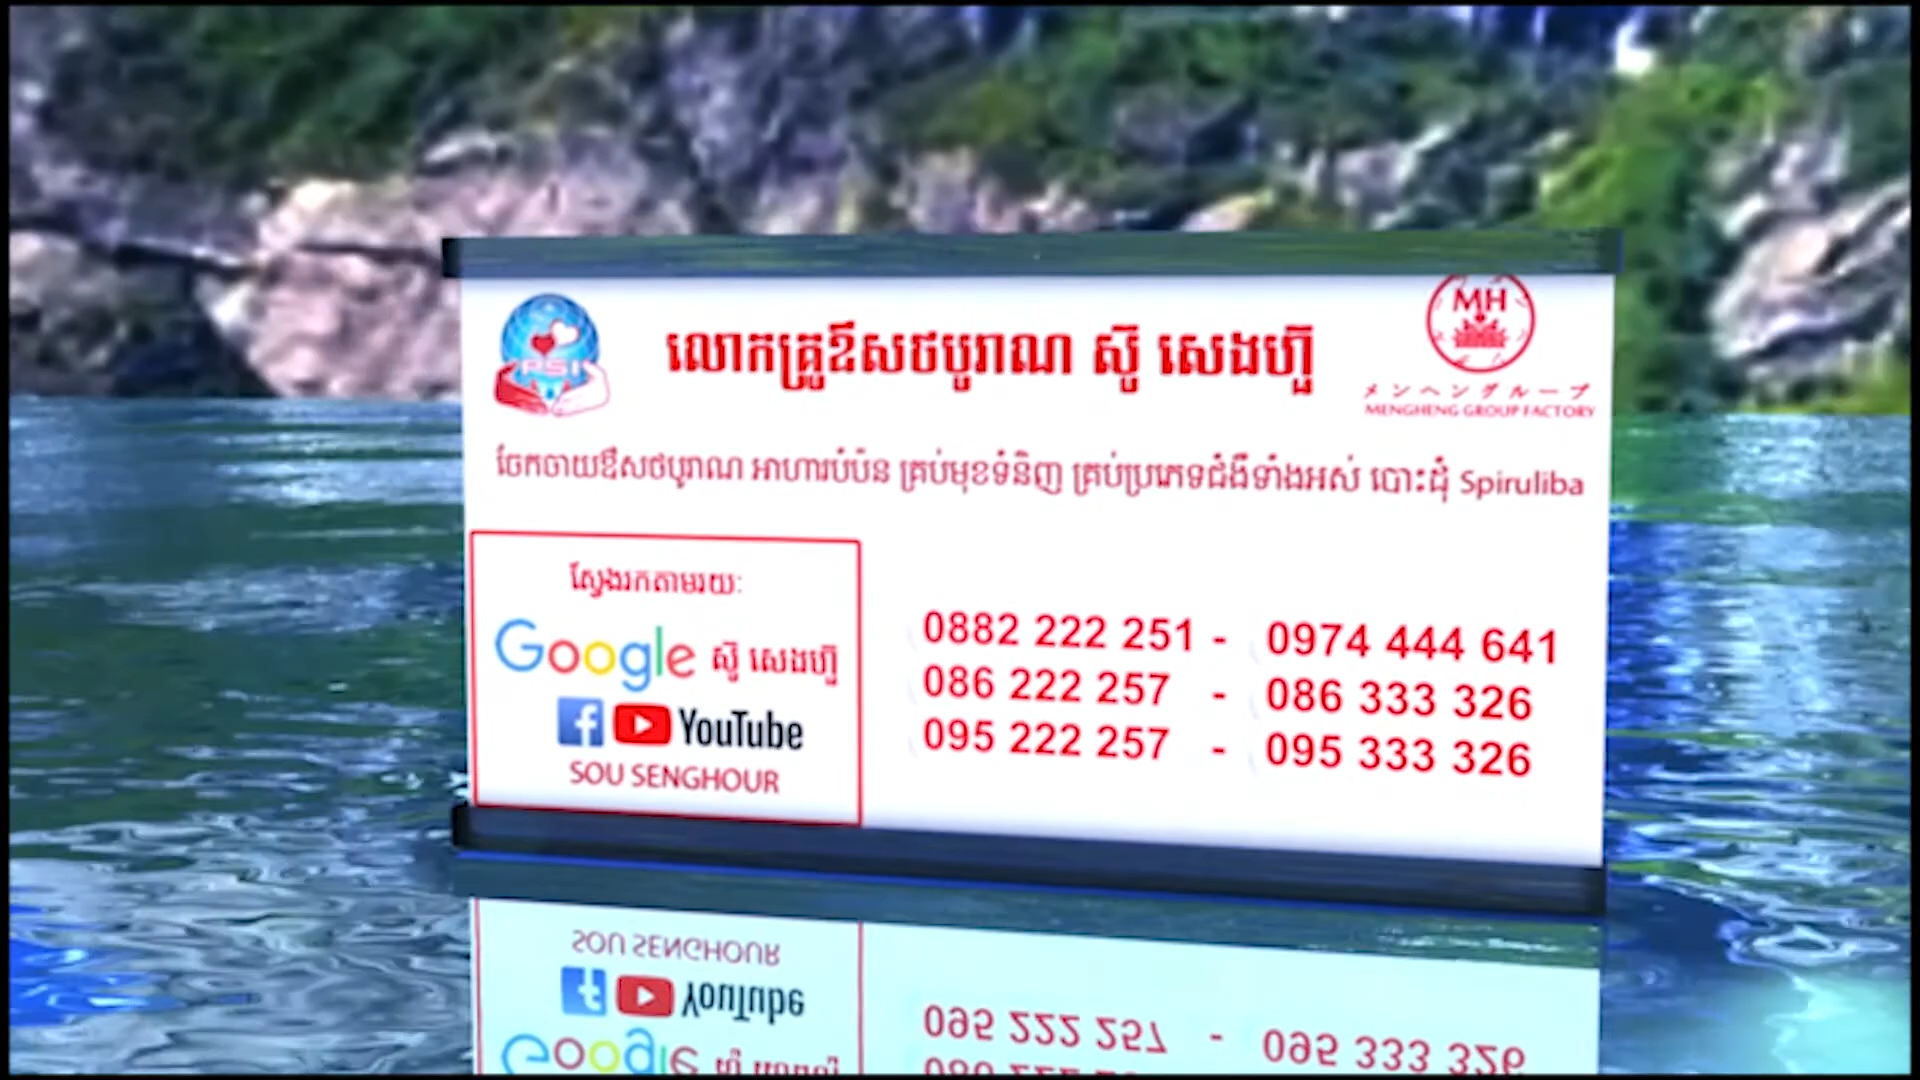 PSI
MH
លោកគ្រូឱសថបូរាណ ស៊ូ សេងហ៊ួ
メンヘングループ
MENGHENG GROUP FACTORY
ចែកចាយឱសថបូរាណ អាហារបំប៉ន គ្រប់មុខទំនិញ គ្រប់ប្រភេទជំងឺទាំងអស់ បោះដុំ Spiruliba
ស្វែងរកតាមរយៈ
Google ស៊ូ សេងហ៊ួ
f YouTube
SOU SENGHOUR
0882 222 251 - 0974 444 641
086 222 257 - 086 333 326
095 222 257 - 095 333 326